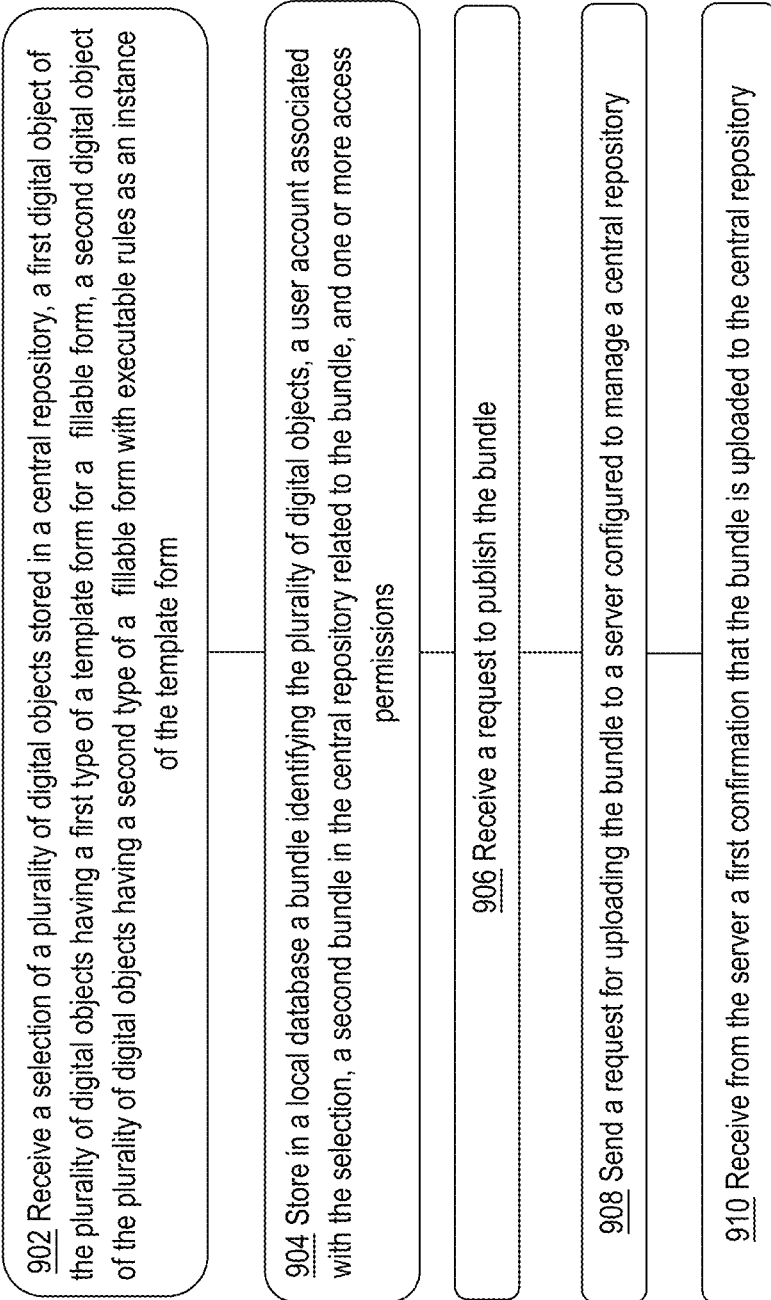 902 Receive a selection of a plurality of digital objects stored in a central repository, a first digital object of
the plurality of digital objects having a first type of a template form for a fillable form, a second digital object
of the plurality of digital objects having a second type of a fillable form with executable rules as an instance
of the template form
904 Store in a local database a bundle identifying the plurality of digital objects, a user account associated
with the selection, a second bundle in the central repository related to the bundle, and one or more access
permissions
906 Receive a request to publish the bundle
908 Send a request for uploading the bundle to a server configured to manage a central repository
910 Receive from the server a first confirmation that the bundle is uploaded to the central repository